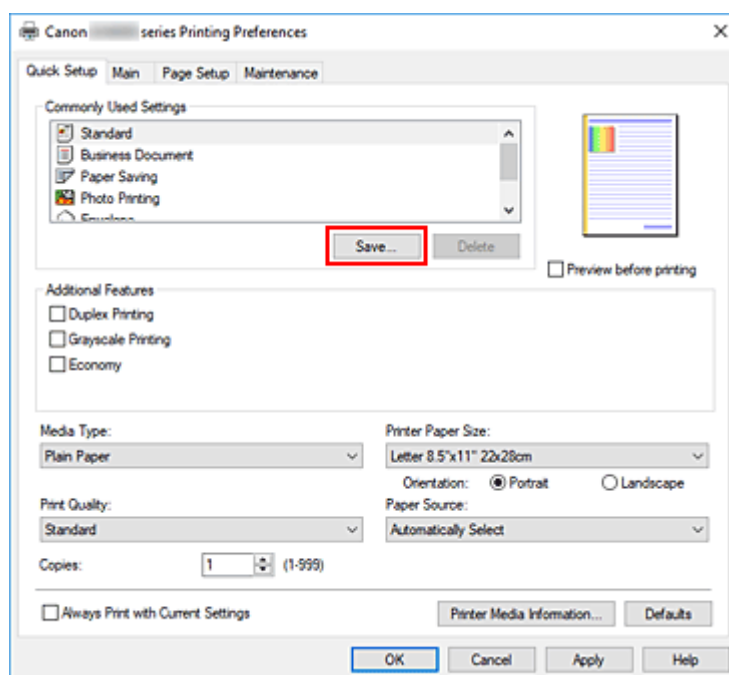 Canon series Printing Preferences
Quick Setup Main Page Setup Maintenance
Commonly Used Settings
Standard
Business Document
Paper Saving
Photo Printing
Envelope
Save... Delete
Preview before printing
Additional Features
Duplex Printing
Grayscale Printing
Economy
Media Type: Printer Paper Size:
Plain Paper Letter 8.5"x11" 22x28cm
Orientation: Portrait Landscape
Print Quality: Paper Source:
Standard Automatically Select
Copies: 1 (1-999)
Always Print with Current Settings Printer Media Information... Defaults
OK Cancel Apply Help